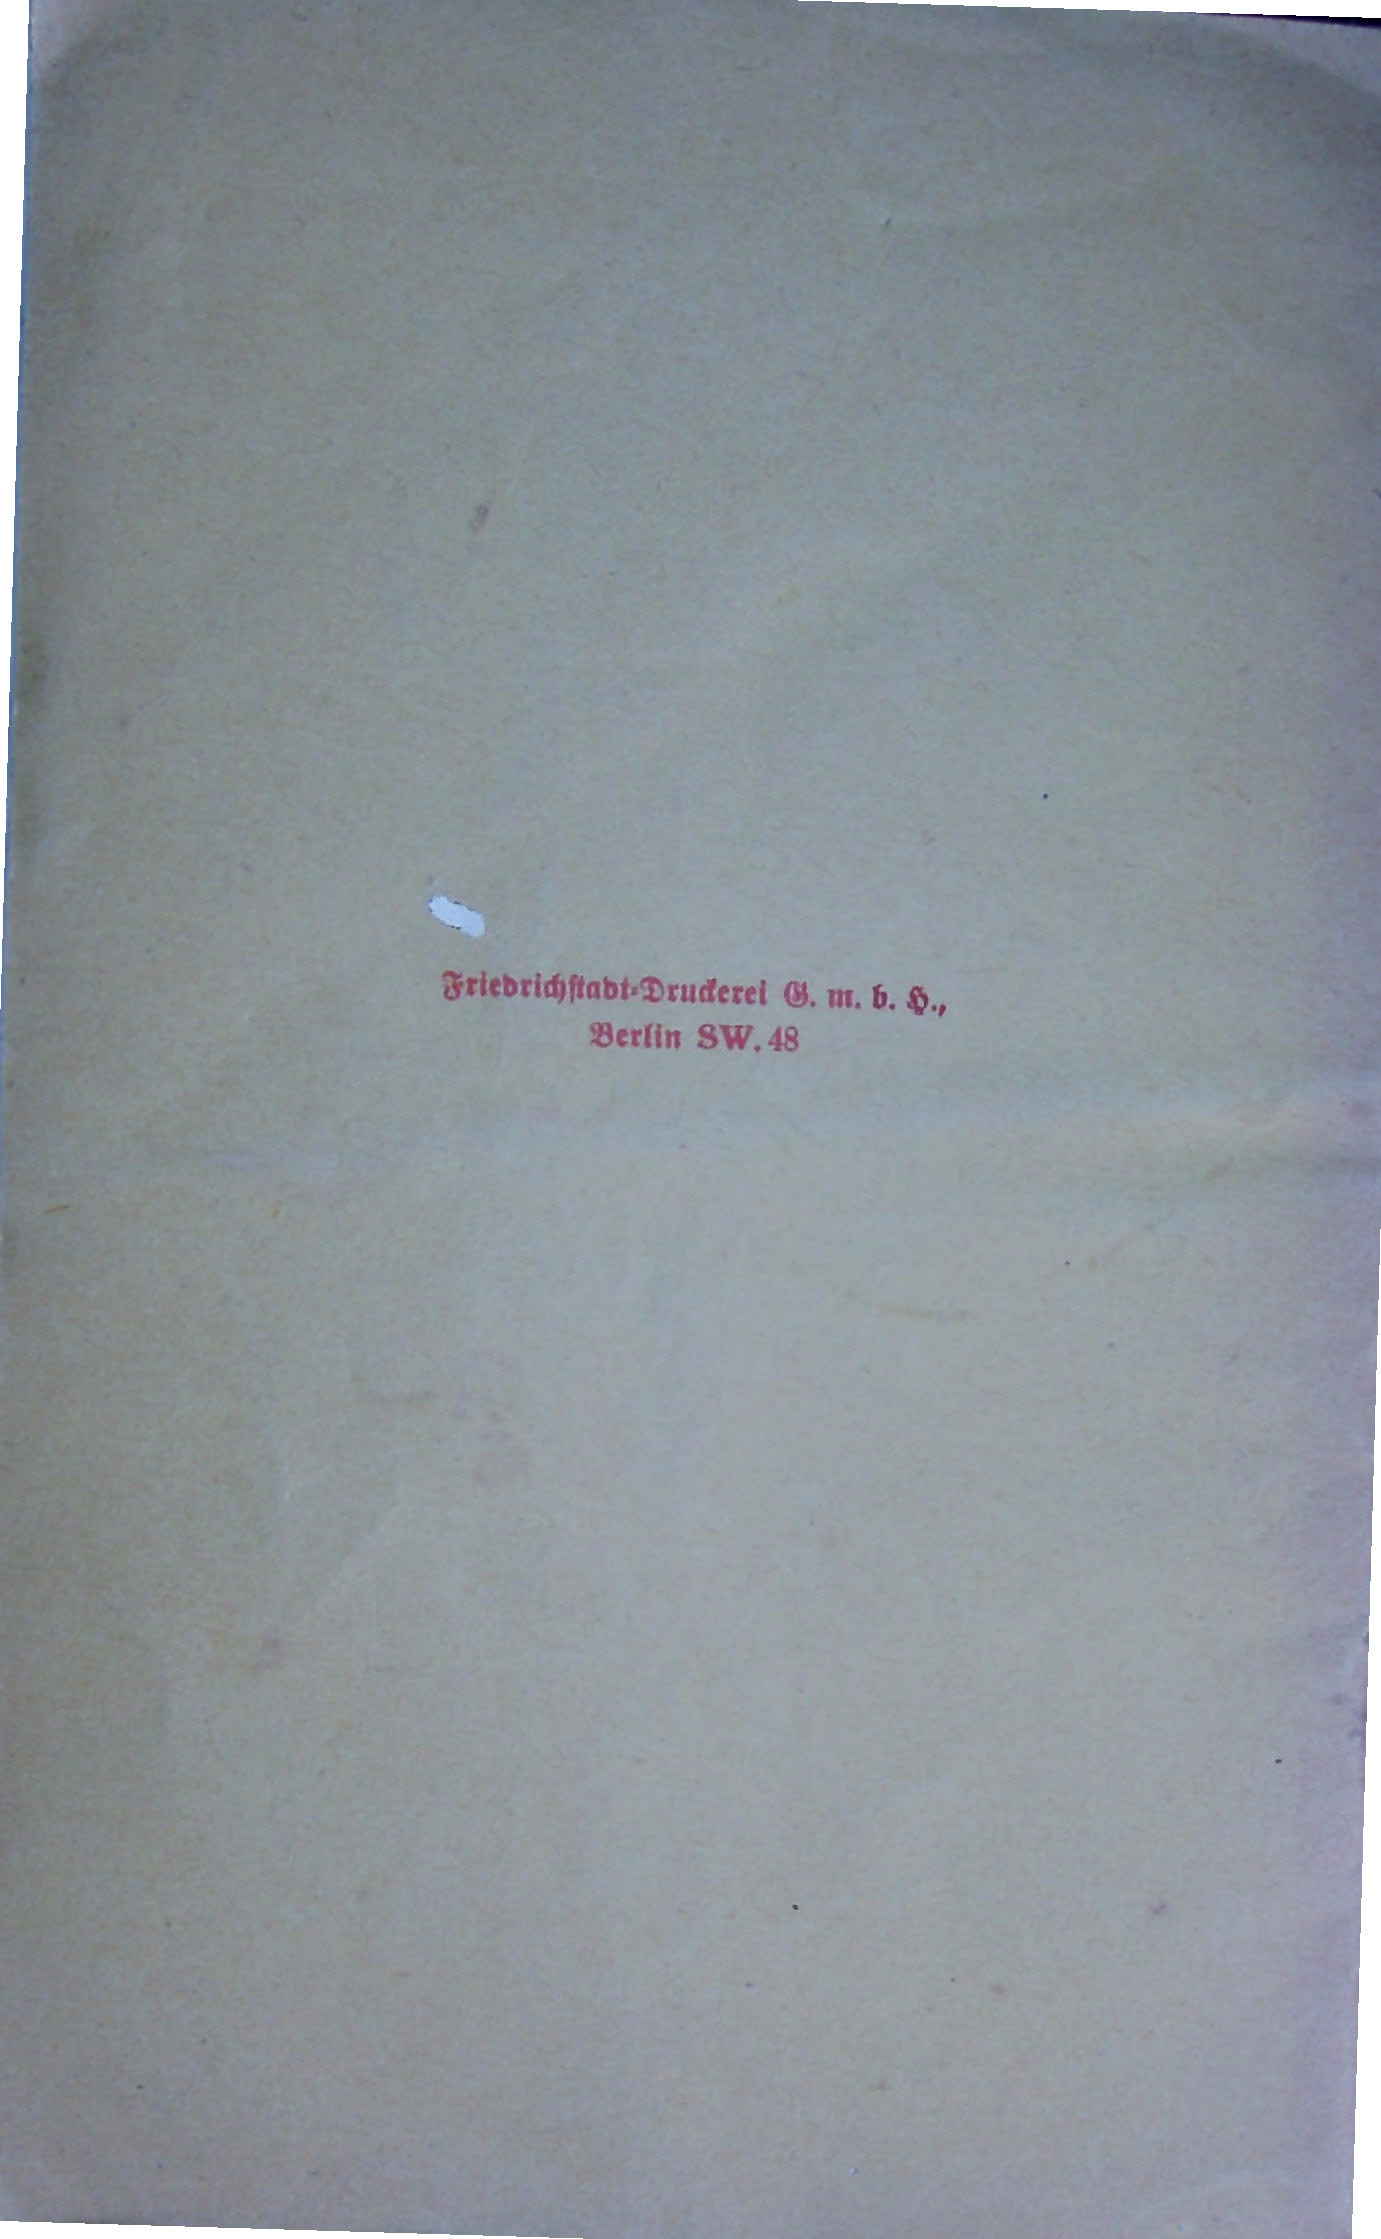 Friedrichstadt-Druckerei G. m. b. H.,
Berlin SW. 48